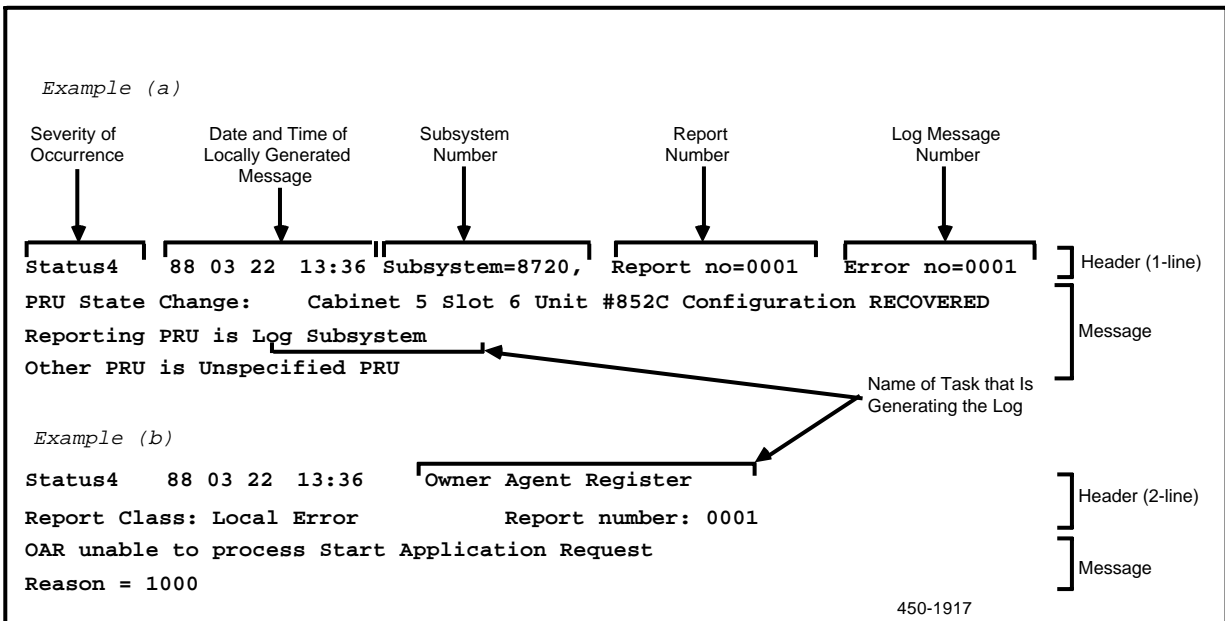 Example (a)
Severity of Occurrence
Date and Time of Locally Generated Message
Subsystem Number
Report Number
Log Message Number
Status4 88 03 22 13:36 Subsystem=8720, Report no=0001 Error no=0001
Header (1-line)
PRU State Change: Cabinet 5 Slot 6 Unit #852C Configuration RECOVERED
Reporting PRU is Log Subsystem
Other PRU is Unspecified PRU
Message
Name of Task that Is
Generating the Log
Example (b)
Status4 88 03 22 13:36 Owner Agent Register
Report Class: Local Error Report number: 0001
Header (2-line)
OAR unable to process Start Application Request
Reason = 1000
Message
450-1917